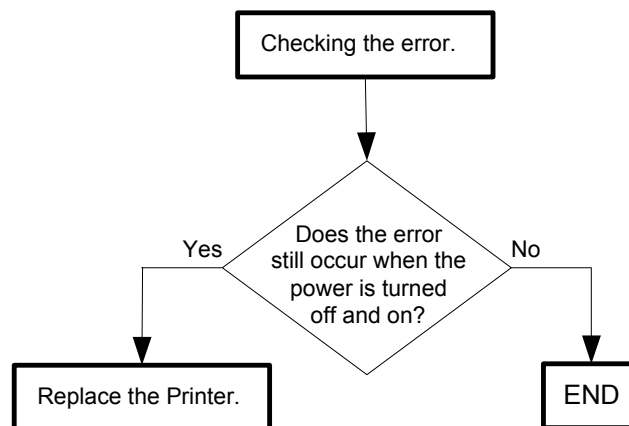 Checking the error.
Does the error
still occur when the
power is turned
off and on?
Yes
No
Replace the Printer.
END